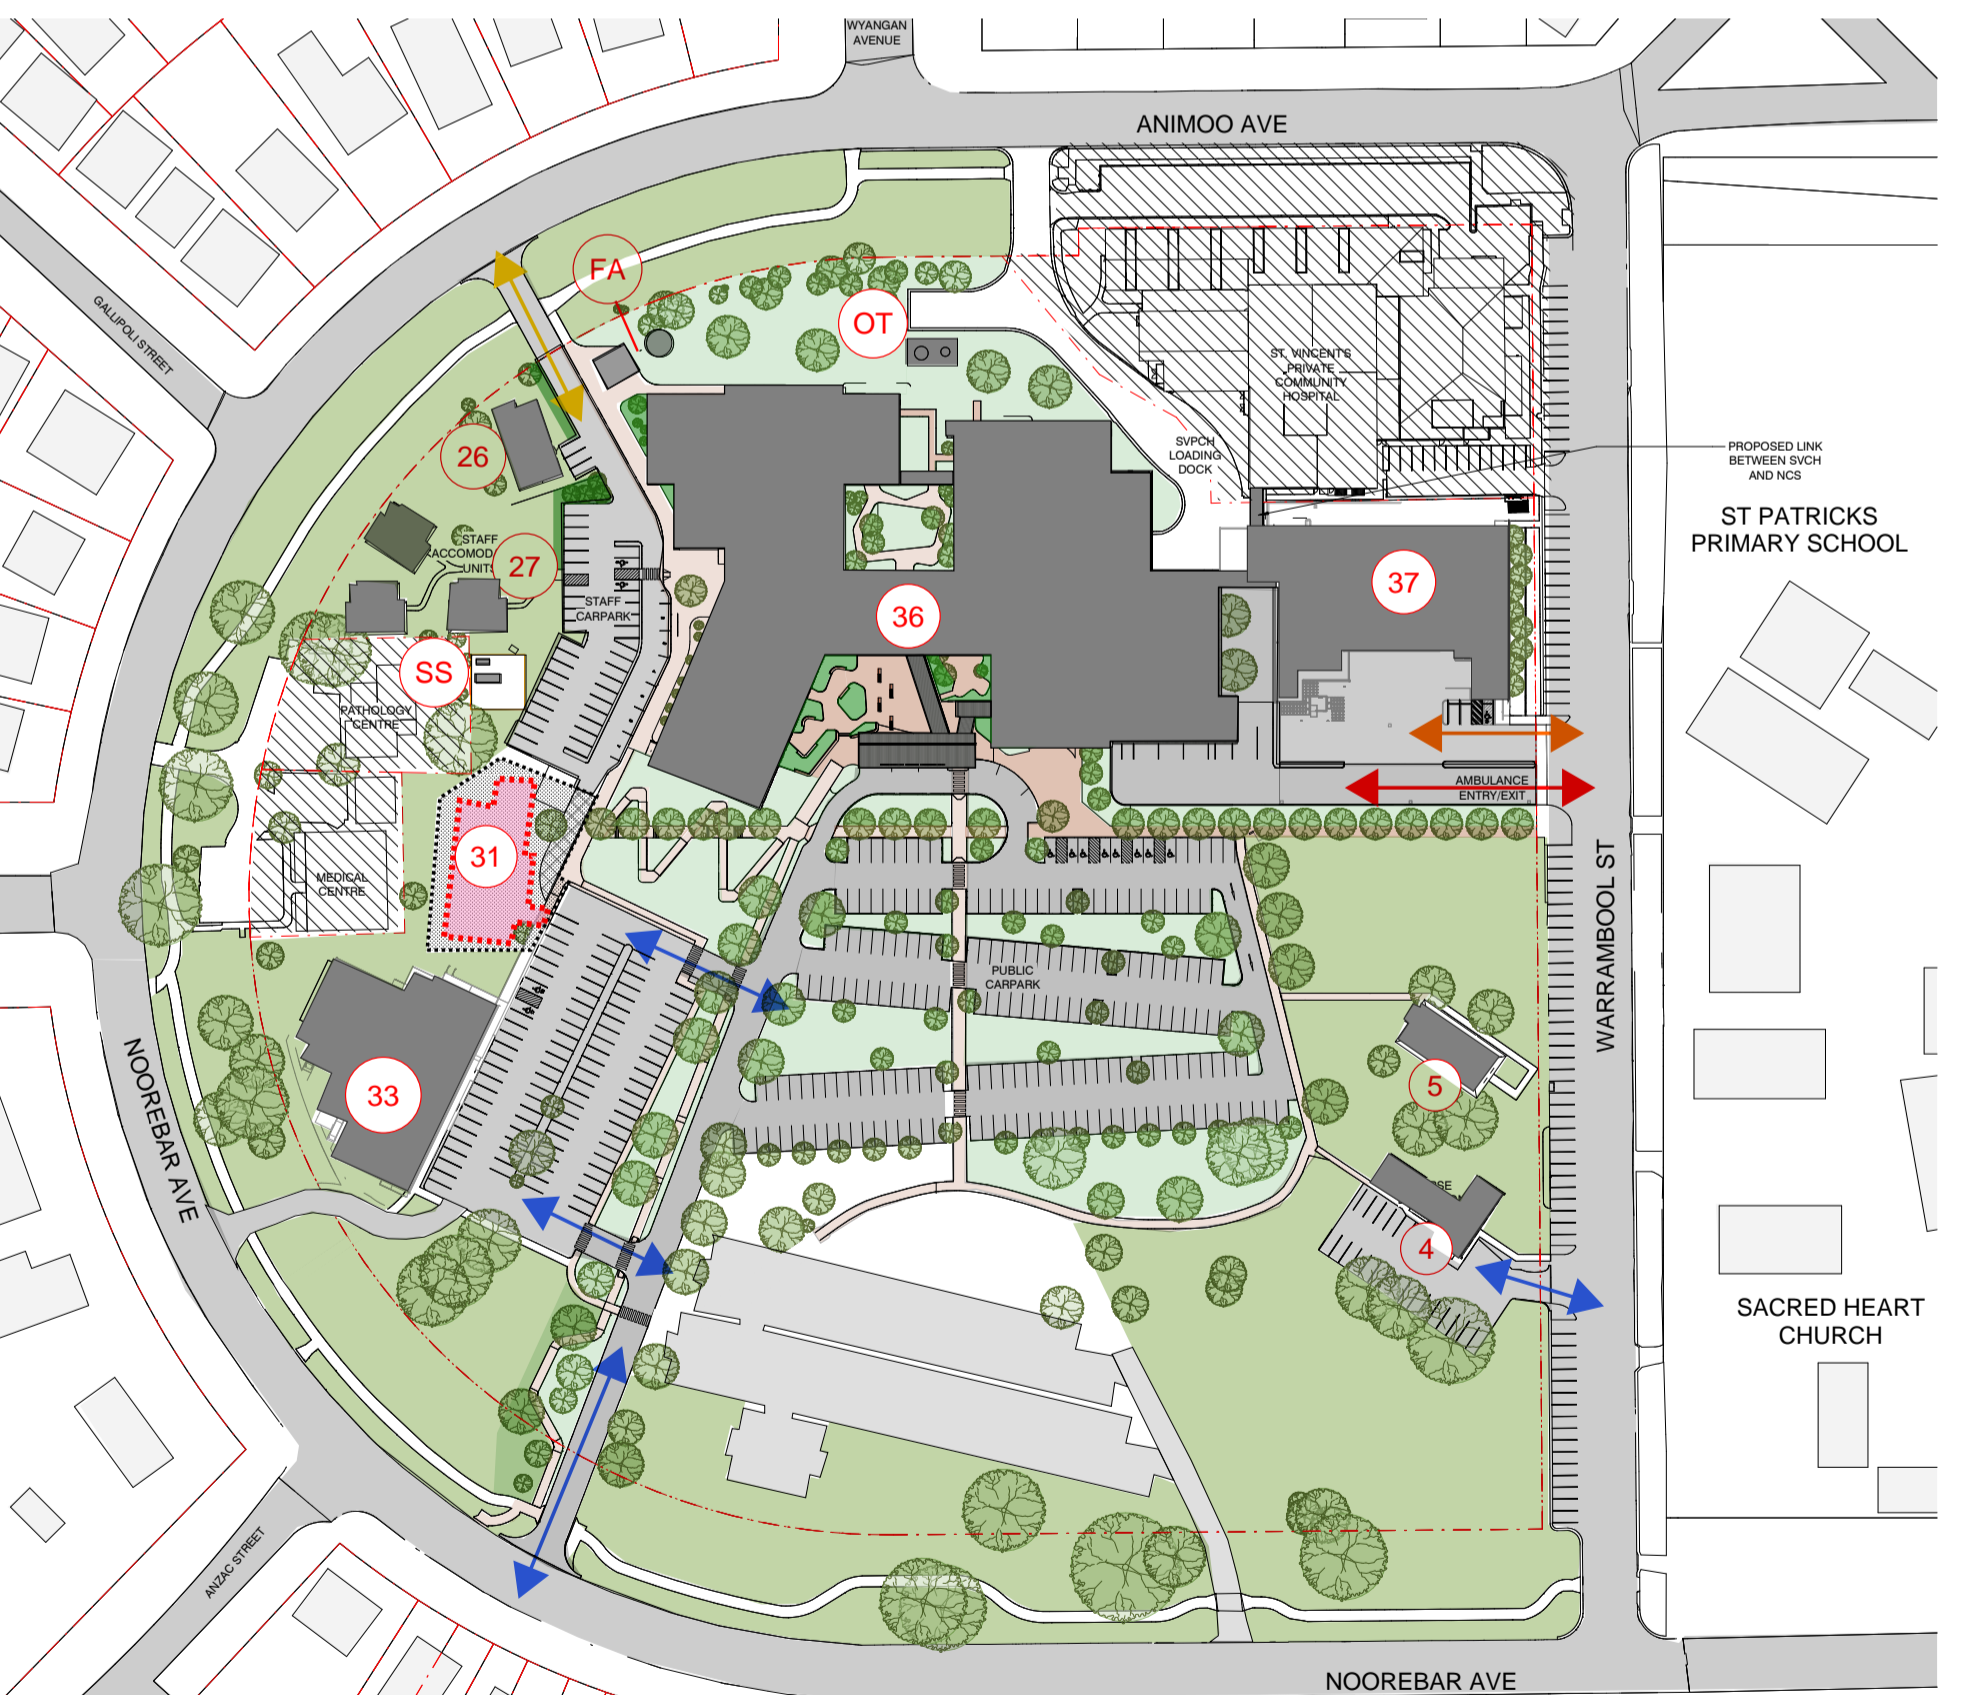 WYANGAN
AVENUE
ANIMOO AVE
FA
GALLIPOLI STREET
OT
ST. VINCENT'S
PRIVATE
COMMUNITY
HOSPITAL
SVPCH
LOADING
DOCK
PROPOSED LINK
BETWEEN SVCH
AND NCS
26
ST PATRICKS
PRIMARY SCHOOL
STAFF
ACCOMOD
UNITS
27
37
STAFF
CARPARK
36
SS
PATHOLOGY
CENTRE
AMBULANCE
ENTRY/EXIT
31
MEDICAL
CENTRE
WARRAMBOOL ST
PUBLIC
CARPARK
NOOREBAR AVE
33
5
4
SACRED HEART
CHURCH
ANZAC STREET
NOOREBAR AVE